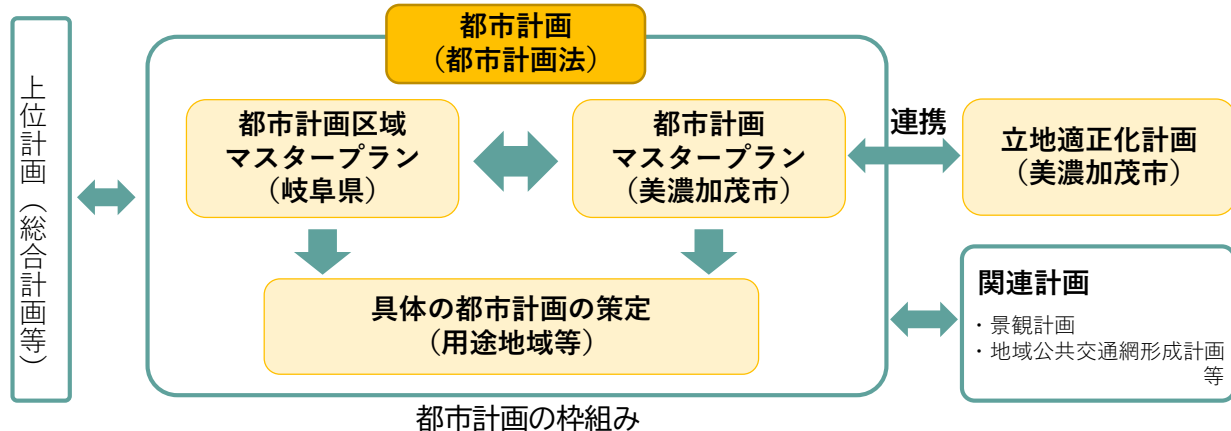 都市計画
（都市計画法）
上位計画（総合計画等）
都市計画区域
マスタープラン
（岐阜県）
都市計画
マスタープラン
（美濃加茂市）
連携
立地適正化計画
（美濃加茂市）
具体の都市計画の策定
（用途地域等）
関連計画
・景観計画
・地域公共交通網形成計画
等
都市計画の枠組み